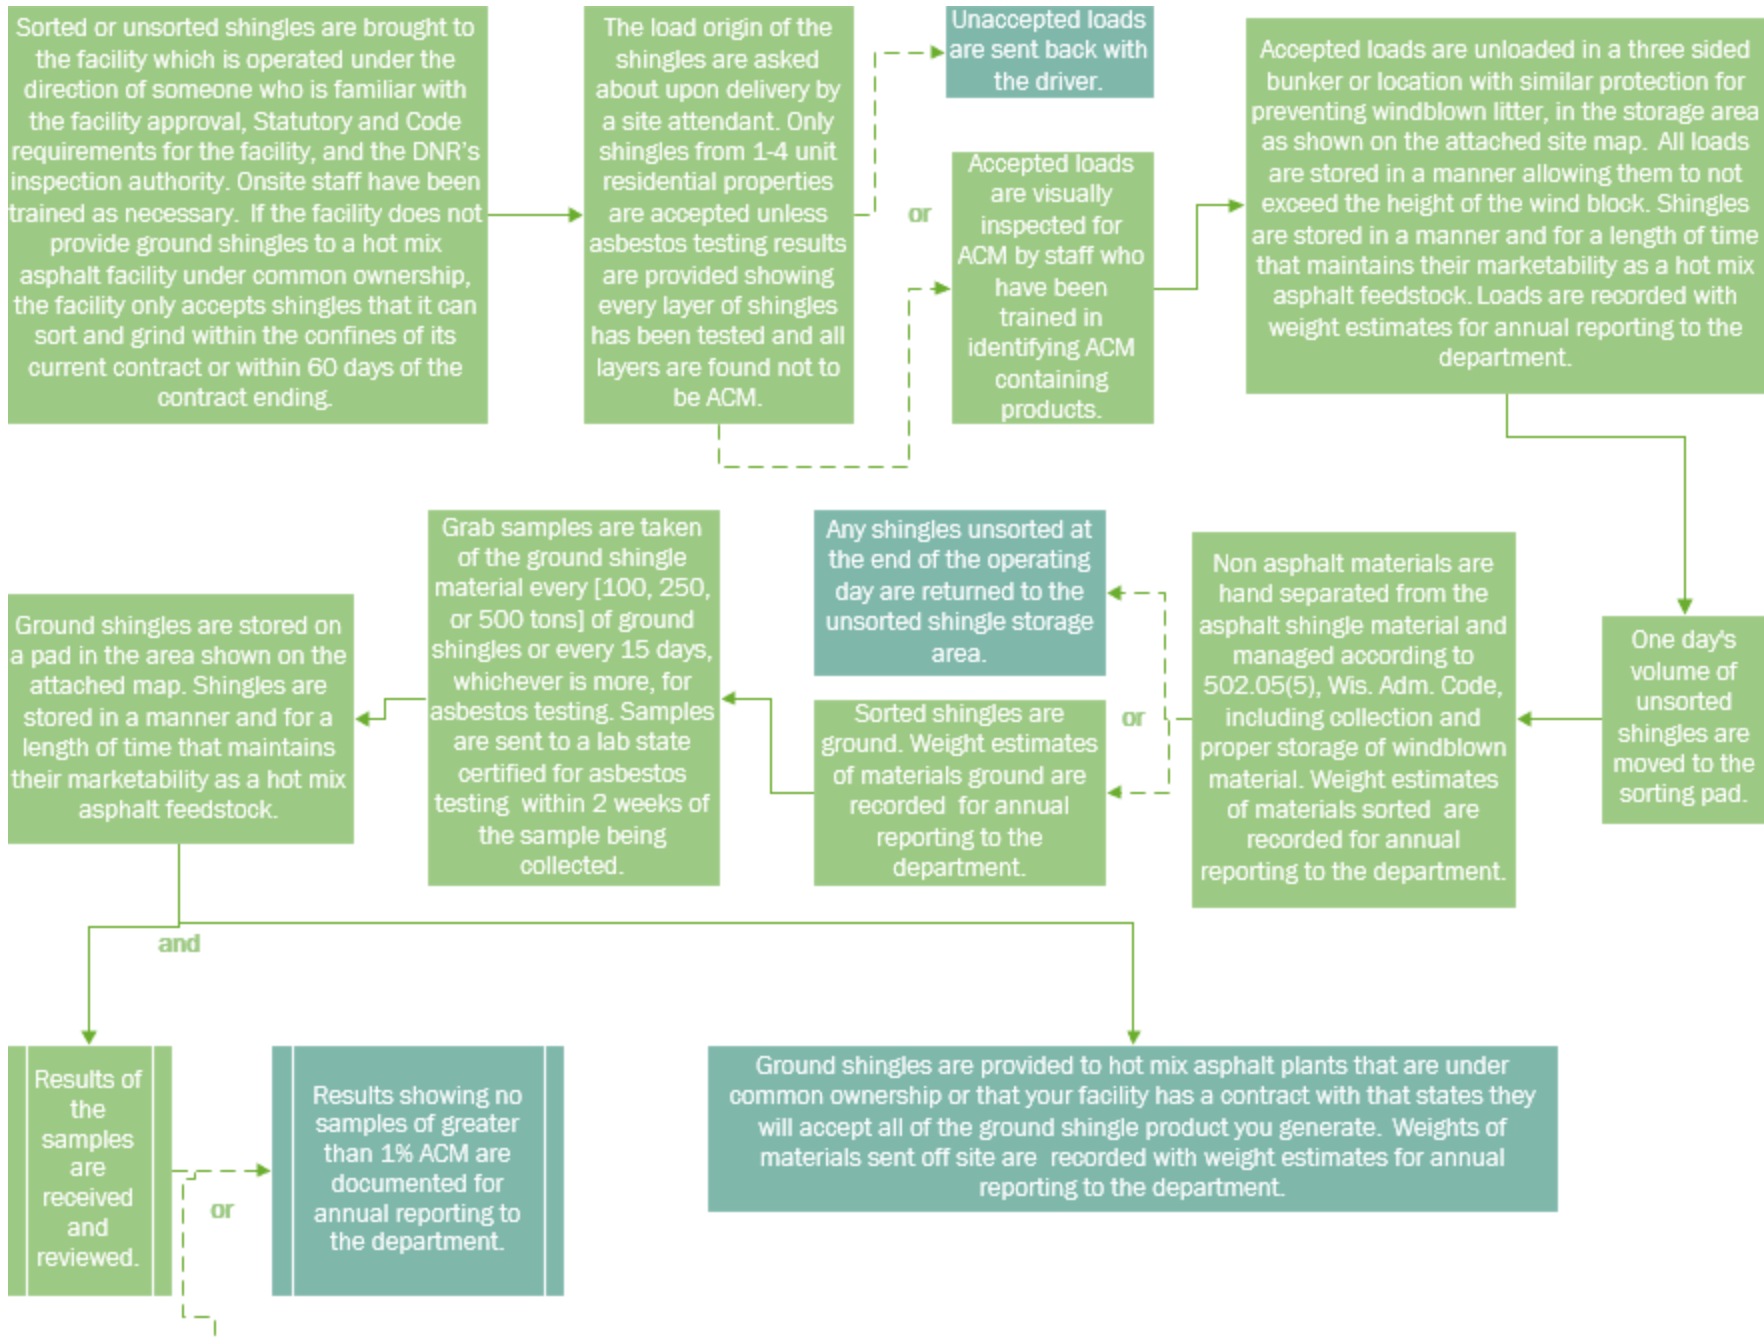 Sorted or unsorted shingles are brought to
the facility which is operated under the
direction of someone who is familiar with
the facility approval, Statutory and Code
requirements for the facility, and the DNR's
inspection authority. Onsite staff have been
trained as necessary.  If the facility does not
provide ground shingles to a hot mix
asphalt facility under common ownership,
the facility only accepts shingles that it can
sort and grind within the confines of its
current contract or within 60 days of the
contract ending.
The load origin of the
shingles are asked
about upon delivery by
a site attendant. Only
shingles from 1-4 unit
residential properties
are accepted unless
asbestos testing results
are provided showing
every layer of shingles
has been tested and all
layers are found not to
be ACM.
Unaccepted loads
are sent back with
the driver.
or
Accepted loads
are visually
inspected for
ACM by staff who
have been
trained in
identifying ACM
containing
products.
Accepted loads are unloaded in a three sided
bunker or location with similar protection for
preventing windblown litter, in the storage area
as shown on the attached site map.  All loads
are stored in a manner allowing them to not
exceed the height of the wind block. Shingles
are stored in a manner and for a length of time
that maintains their marketability as a hot mix
asphalt feedstock. Loads are recorded with
weight estimates for annual reporting to the
department.
One day's
volume of
unsorted
shingles are
moved to the
sorting pad.
Non asphalt materials are
hand separated from the
asphalt shingle material and
managed according to
502.05(5), Wis. Adm. Code,
including collection and
proper storage of windblown
material. Weight estimates
of materials sorted  are
recorded for annual
reporting to the department.
Any shingles unsorted at
the end of the operating
day are returned to the
unsorted shingle storage
area.
or
Sorted shingles are
ground. Weight estimates
of materials ground are
recorded  for annual
reporting to the
department.
Grab samples are taken
of the ground shingle
material every [100, 250,
or 500 tons] of ground
shingles or every 15 days,
whichever is more, for
asbestos testing. Samples
are sent to a lab state
certified for asbestos
testing  within 2 weeks of
the sample being
collected.
Ground shingles are stored on
a pad in the area shown on the
attached map. Shingles are
stored in a manner and for a
length of time that maintains
their marketability as a hot mix
asphalt feedstock.
and
Results of
the
samples
are
received
and
reviewed.
or
Results showing no
samples of greater
than 1% ACM are
documented for
annual reporting to
the department.
Ground shingles are provided to hot mix asphalt plants that are under
common ownership or that your facility has a contract with that states they
will accept all of the ground shingle product you generate.  Weights of
materials sent off site are  recorded with weight estimates for annual
reporting to the department.